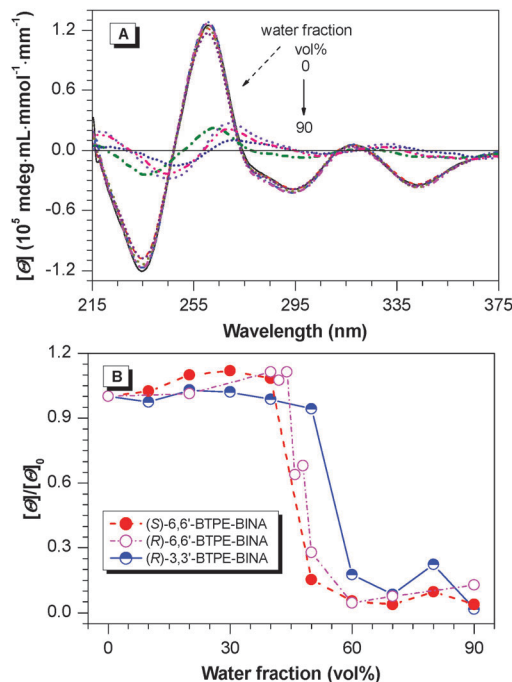 A
water fraction
vol%
0
90
[Θ] (10⁵ mdeg·mL·mmol⁻¹·mm⁻¹)
1.2
0.6
0.0
-0.6
-1.2
215 255 295 335 375
Wavelength (nm)
B
[Θ]/[Θ]₀
1.2
0.9
0.6
0.3
0.0
(S)-6,6'-BTPE-BINA
(R)-6,6'-BTPE-BINA
(R)-3,3'-BTPE-BINA
0 30 60 90
Water fraction (vol%)